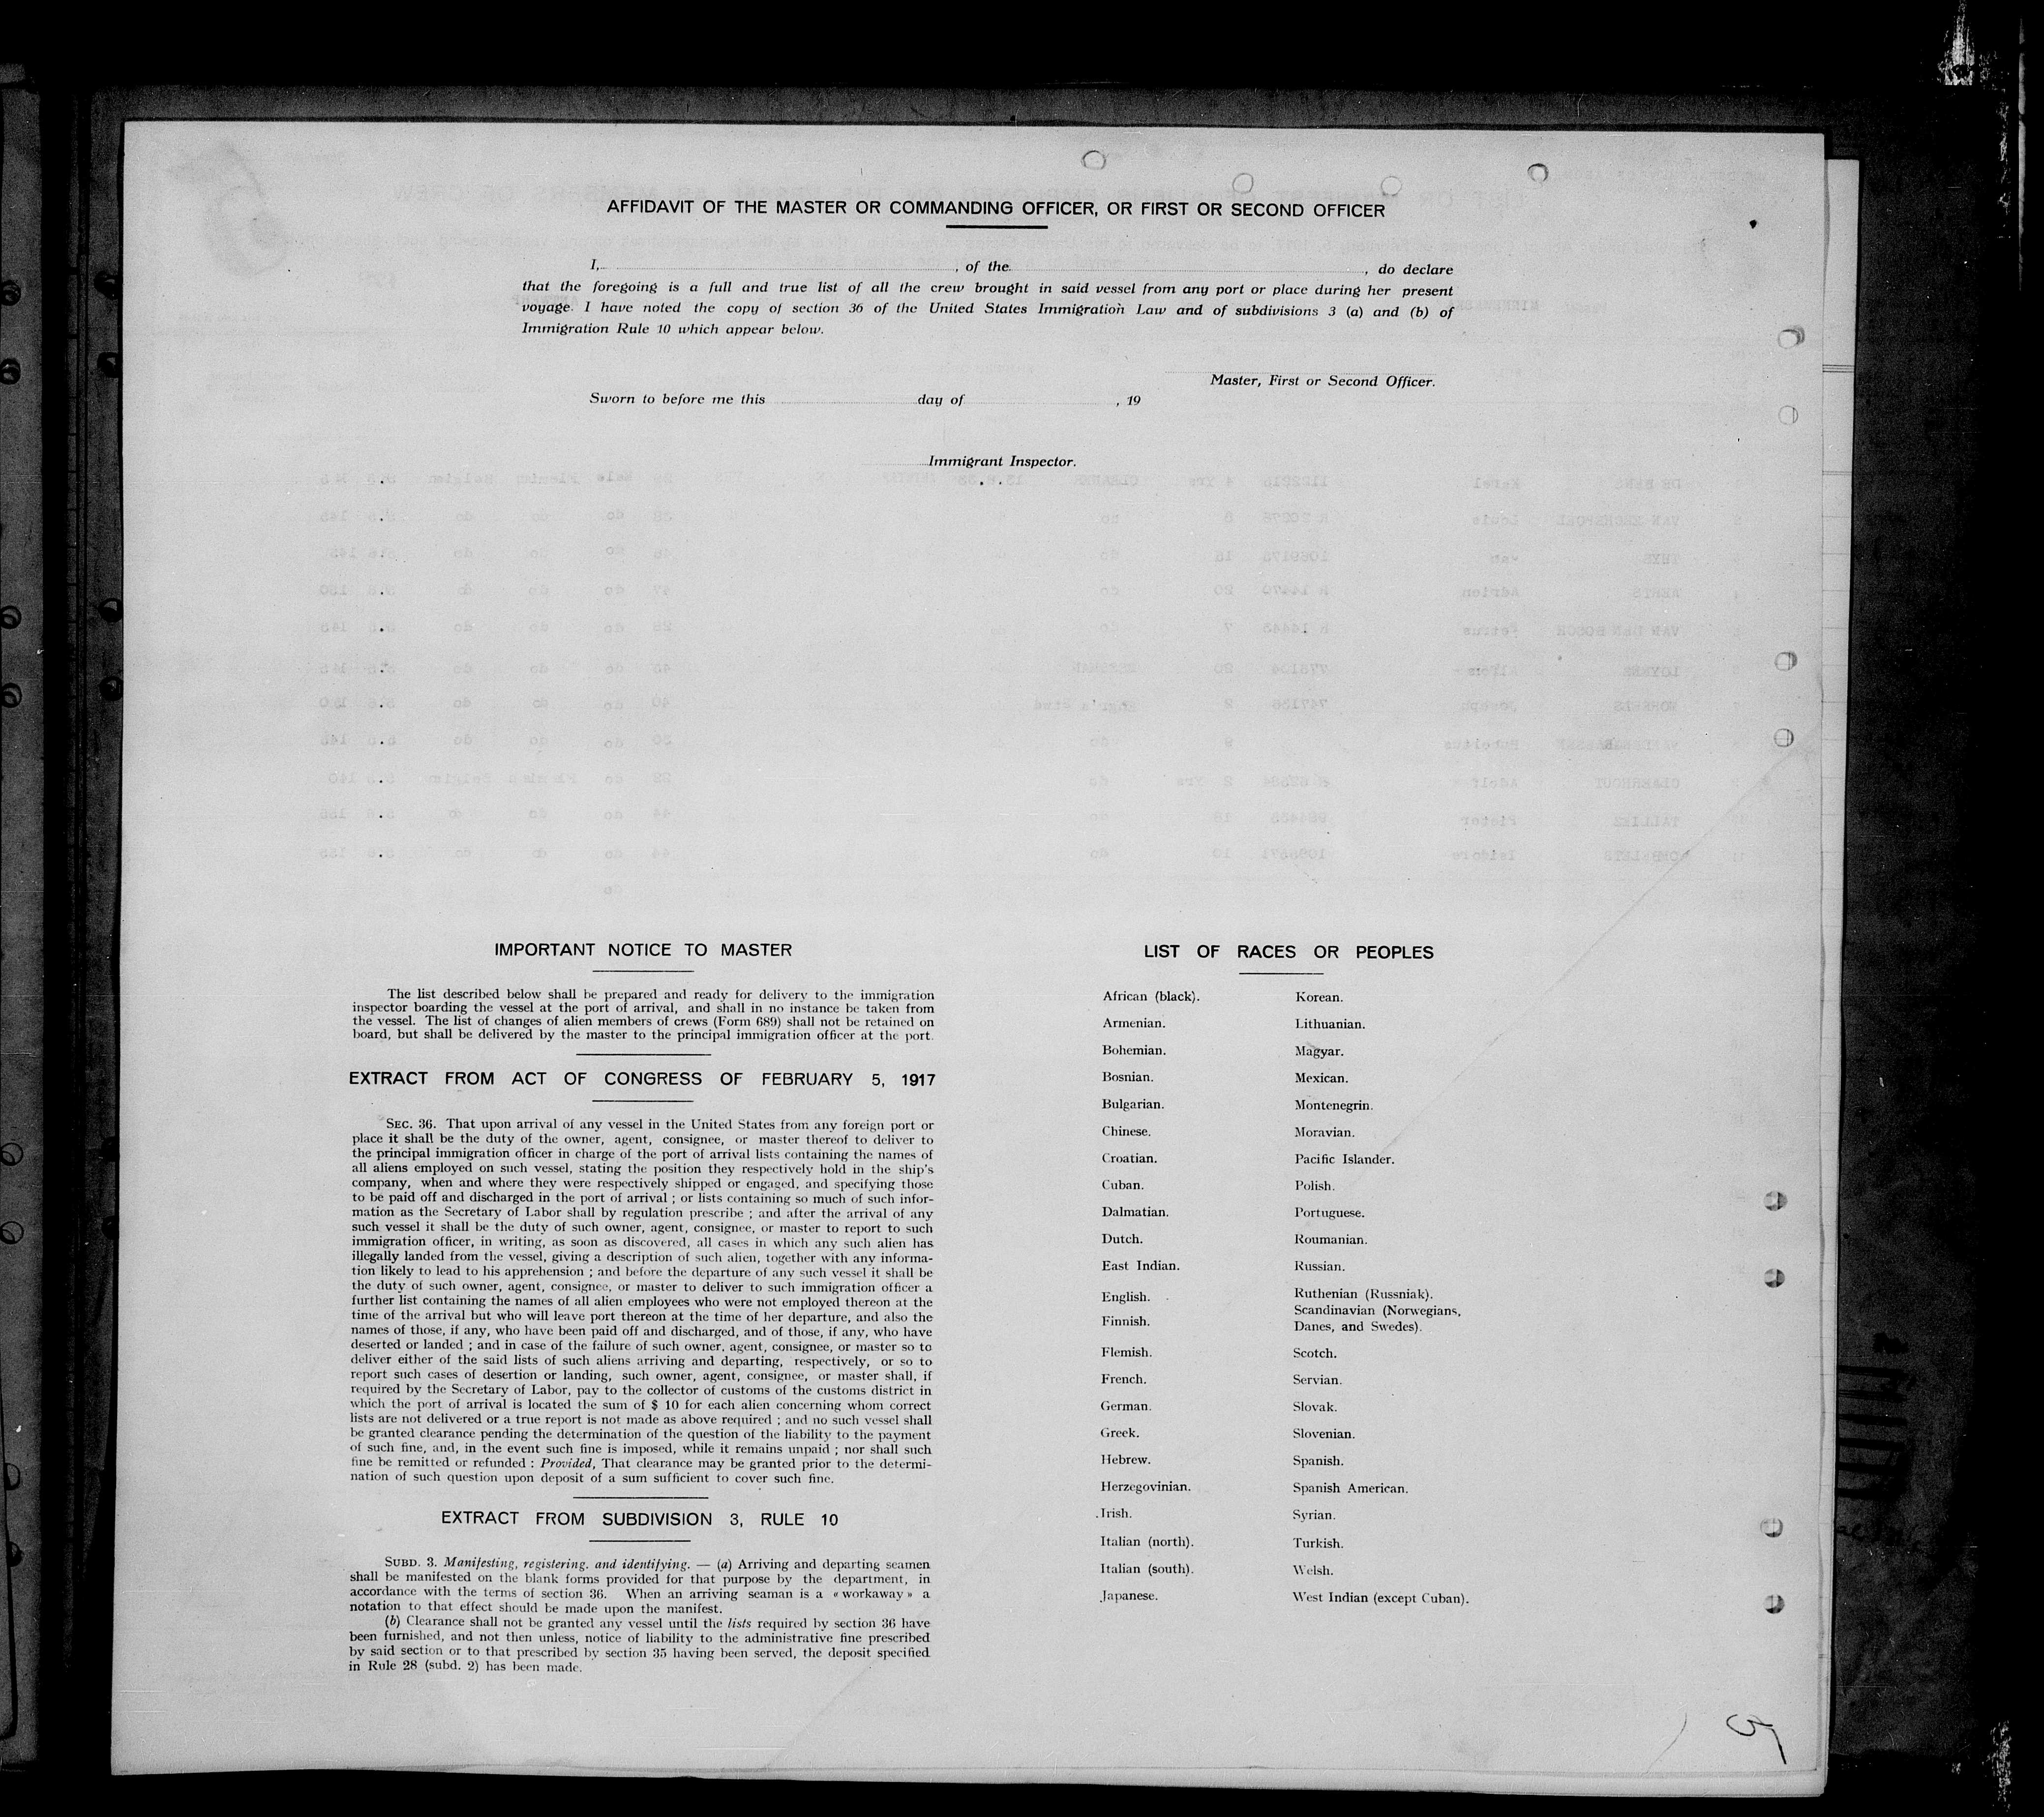 AFFIDAVIT OF THE MASTER OR COMMANDING OFFICER, OR FIRST OR SECOND OFFICER
I, , of the , do declare
that the foregoing is a full and true list of all the crew brought in said vessel from any port or place during her present
voyage. I have noted the copy of section 36 of the United States Immigration Law and of subdivisions 3 (a) and (b) of
Immigration Rule 10 which appear below.
Master, First or Second Officer.
Sworn to before me this day of , 19
Immigrant Inspector.
IMPORTANT NOTICE TO MASTER
The list described below shall be prepared and ready for delivery to the immigration
inspector boarding the vessel at the port of arrival, and shall in no instance be taken from
the vessel. The list of changes of alien members of crews (Form 689) shall not be retained on
board, but shall be delivered by the master to the principal immigration officer at the port.
EXTRACT FROM ACT OF CONGRESS OF FEBRUARY 5, 1917
SEC. 36. That upon arrival of any vessel in the United States from any foreign port or
place it shall be the duty of the owner, agent, consignee, or master thereof to deliver to
the principal immigration officer in charge of the port of arrival lists containing the names of
all aliens employed on such vessel, stating the position they respectively hold in the ship's
company, when and where they were respectively shipped or engaged, and specifying those
to be paid off and discharged in the port of arrival ; or lists containing so much of such infor-
mation as the Secretary of Labor shall by regulation prescribe ; and after the arrival of any
such vessel it shall be the duty of such owner, agent, consignee, or master to report to such
immigration officer, in writing, as soon as discovered, all cases in which any such alien has
illegally landed from the vessel, giving a description of such alien, together with any informa-
tion likely to lead to his apprehension ; and before the departure of any such vessel it shall be
the duty of such owner, agent, consignee, or master to deliver to such immigration officer a
further list containing the names of all alien employees who were not employed thereon at the
time of the arrival but who will leave port thereon at the time of her departure, and also the
names of those, if any, who have been paid off and discharged, and of those, if any, who have
deserted or landed ; and in case of the failure of such owner, agent, consignee, or master so to
deliver either of the said lists of such aliens arriving and departing, respectively, or so to
report such cases of desertion or landing, such owner, agent, consignee, or master shall, if
required by the Secretary of Labor, pay to the collector of customs of the customs district in
which the port of arrival is located the sum of $ 10 for each alien concerning whom correct
lists are not delivered or a true report is not made as above required ; and no such vessel shall
be granted clearance pending the determination of the question of the liability to the payment
of such fine, and, in the event such fine is imposed, while it remains unpaid ; nor shall such
fine be remitted or refunded : Provided, That clearance may be granted prior to the determi-
nation of such question upon deposit of a sum sufficient to cover such fine.
EXTRACT FROM SUBDIVISION 3, RULE 10
SUBD. 3. Manifesting, registering, and identifying. — (a) Arriving and departing seamen
shall be manifested on the blank forms provided for that purpose by the department, in
accordance with the terms of section 36. When an arriving seaman is a « workaway » a
notation to that effect should be made upon the manifest.
(b) Clearance shall not be granted any vessel until the lists required by section 36 have
been furnished, and not then unless, notice of liability to the administrative fine prescribed
by said section or to that prescribed by section 35 having been served, the deposit specified
in Rule 28 (subd. 2) has been made.
LIST OF RACES OR PEOPLES
African (black).
Armenian.
Bohemian.
Bosnian.
Bulgarian.
Chinese.
Croatian.
Cuban.
Dalmatian.
Dutch.
East Indian.
English.
Finnish.
Flemish.
French.
German.
Greek.
Hebrew.
Herzegovinian.
Irish.
Italian (north).
Italian (south).
Japanese.
Korean.
Lithuanian.
Magyar.
Mexican.
Montenegrin.
Moravian.
Pacific Islander.
Polish.
Portuguese.
Roumanian.
Russian.
Ruthenian (Russniak).
Scandinavian (Norwegians,
Danes, and Swedes).
Scotch.
Servian.
Slovak.
Slovenian.
Spanish.
Spanish American.
Syrian.
Turkish.
Welsh.
West Indian (except Cuban).